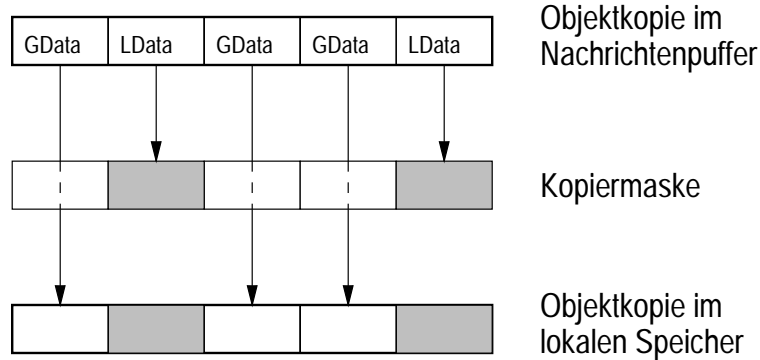 Objektkopie im
Nachrichtenpuffer
GData LData GData GData LData
Kopiermaske
Objektkopie im
lokalen Speicher